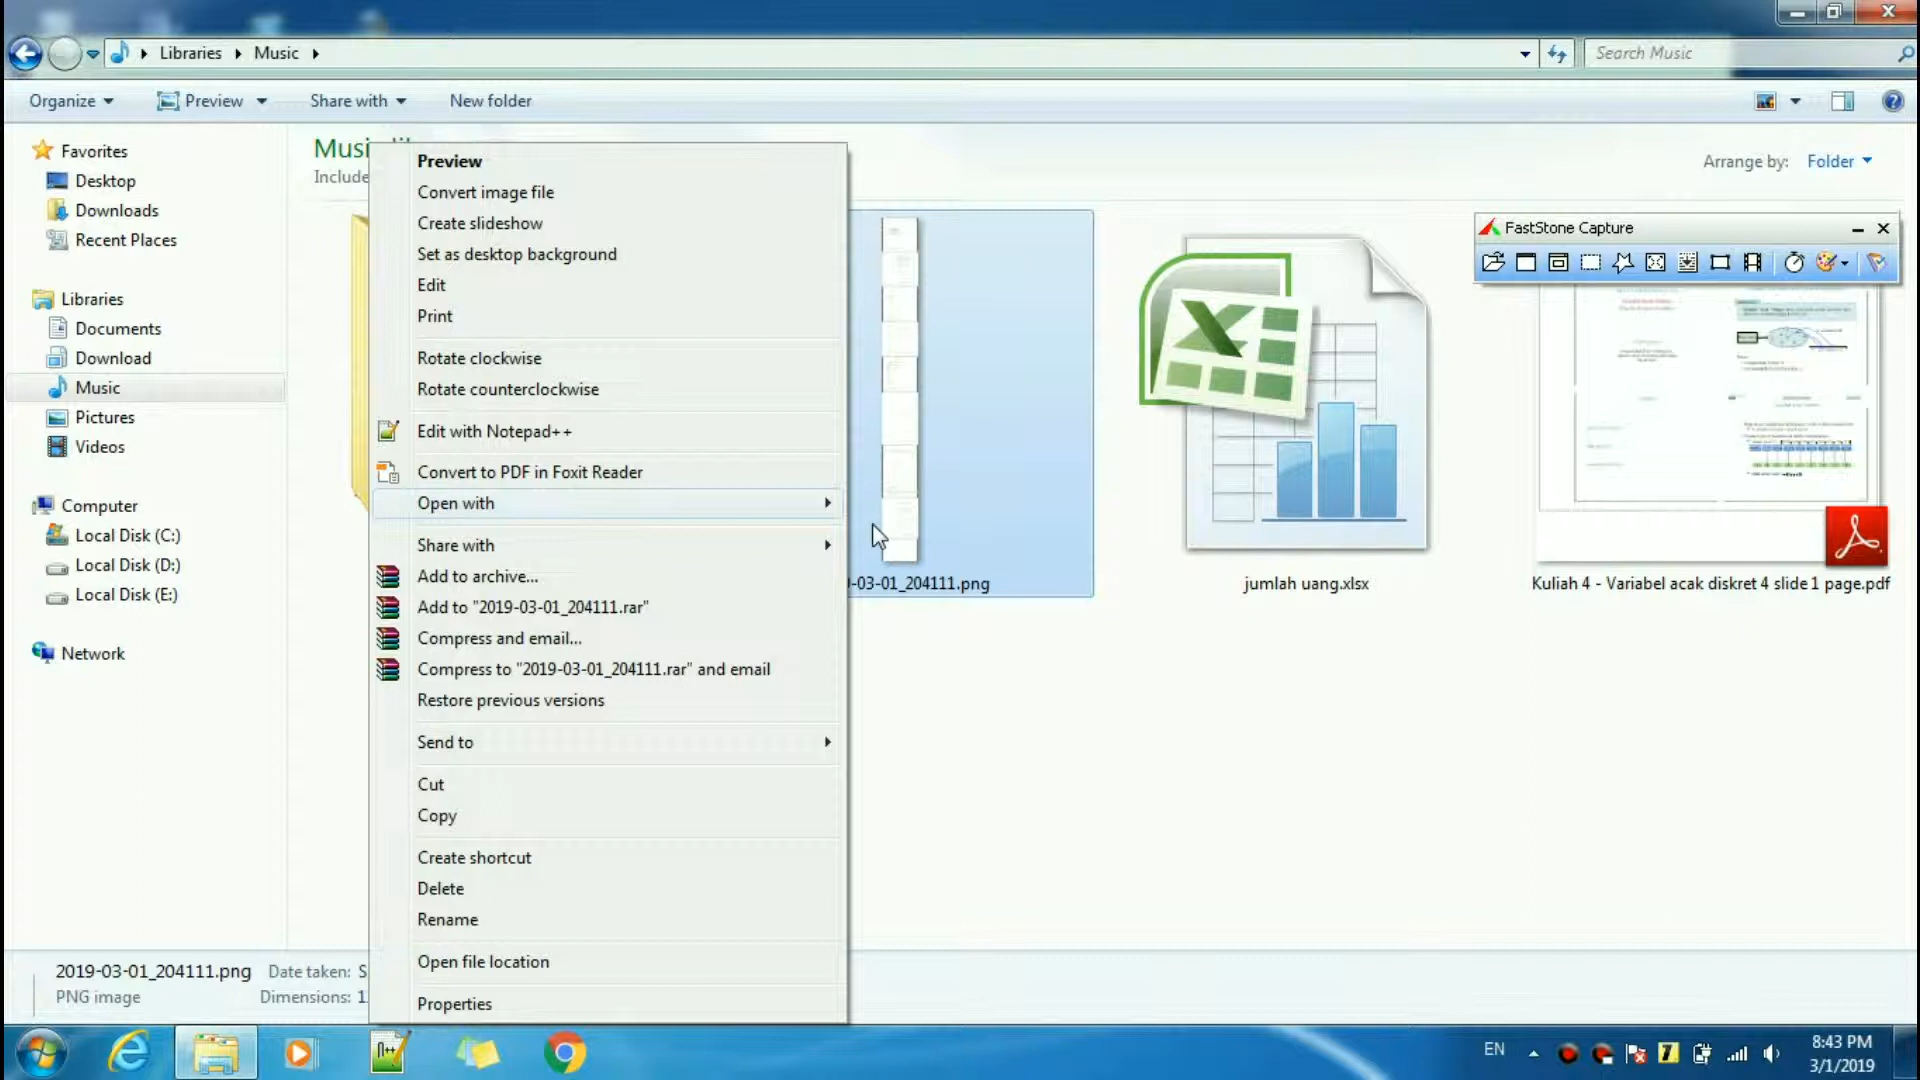 Libraries
Music
Search Music
Organize
Preview
Share with
New folder
Favorites
Desktop
Downloads
Recent Places
Libraries
Documents
Download
Music
Pictures
Videos
Computer
Local Disk (C:)
Local Disk (D:)
Local Disk (E:)
Network
Include
Arrange by: Folder
Preview
Convert image file
Create slideshow
Set as desktop background
Edit
Print
Rotate clockwise
Rotate counterclockwise
Edit with Notepad++
Convert to PDF in Foxit Reader
Open with
Share with
Add to archive...
Add to "2019-03-01_204111.rar"
Compress and email...
Compress to "2019-03-01_204111.rar" and email
Restore previous versions
Send to
Cut
Copy
Create shortcut
Delete
Rename
Open file location
Properties
-03-01_204111.png
jumlah uang.xlsx
Kuliah 4 - Variabel acak diskret 4 slide 1 page.pdf
FastStone Capture
2019-03-01_204111.png Date taken: S
PNG image Dimensions: 1
EN
8:43 PM
3/1/2019